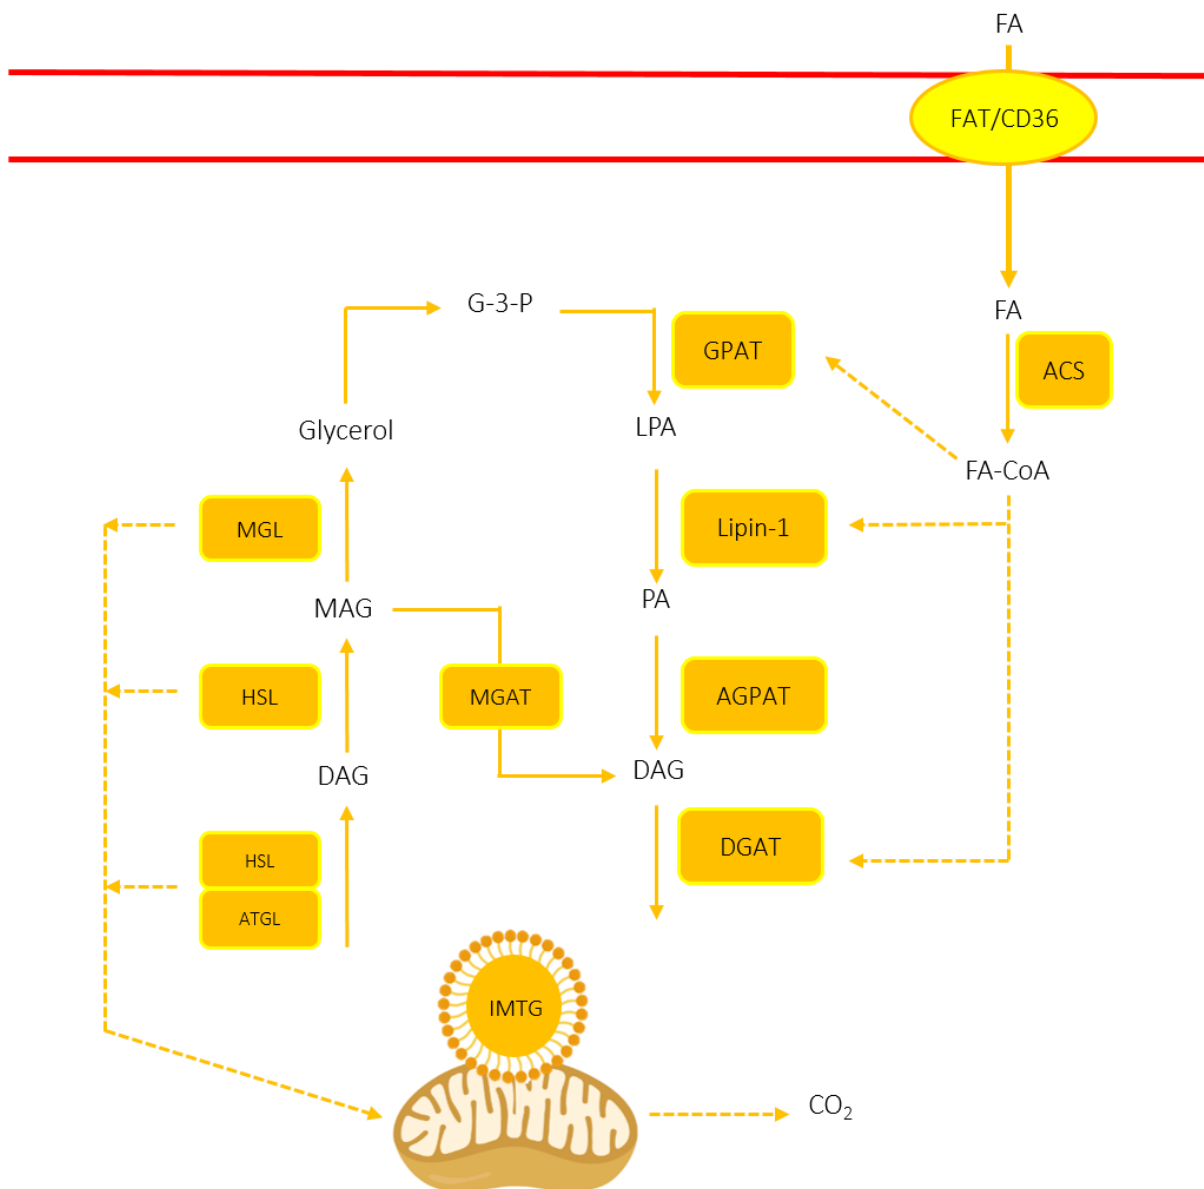 FA
FAT/CD36
G-3-P
FA
GPAT
ACS
Glycerol
LPA
FA-CoA
MGL
Lipin-1
MAG
PA
HSL
MGAT
AGPAT
DAG
DAG
HSL
DGAT
ATGL
IMTG
CO₂